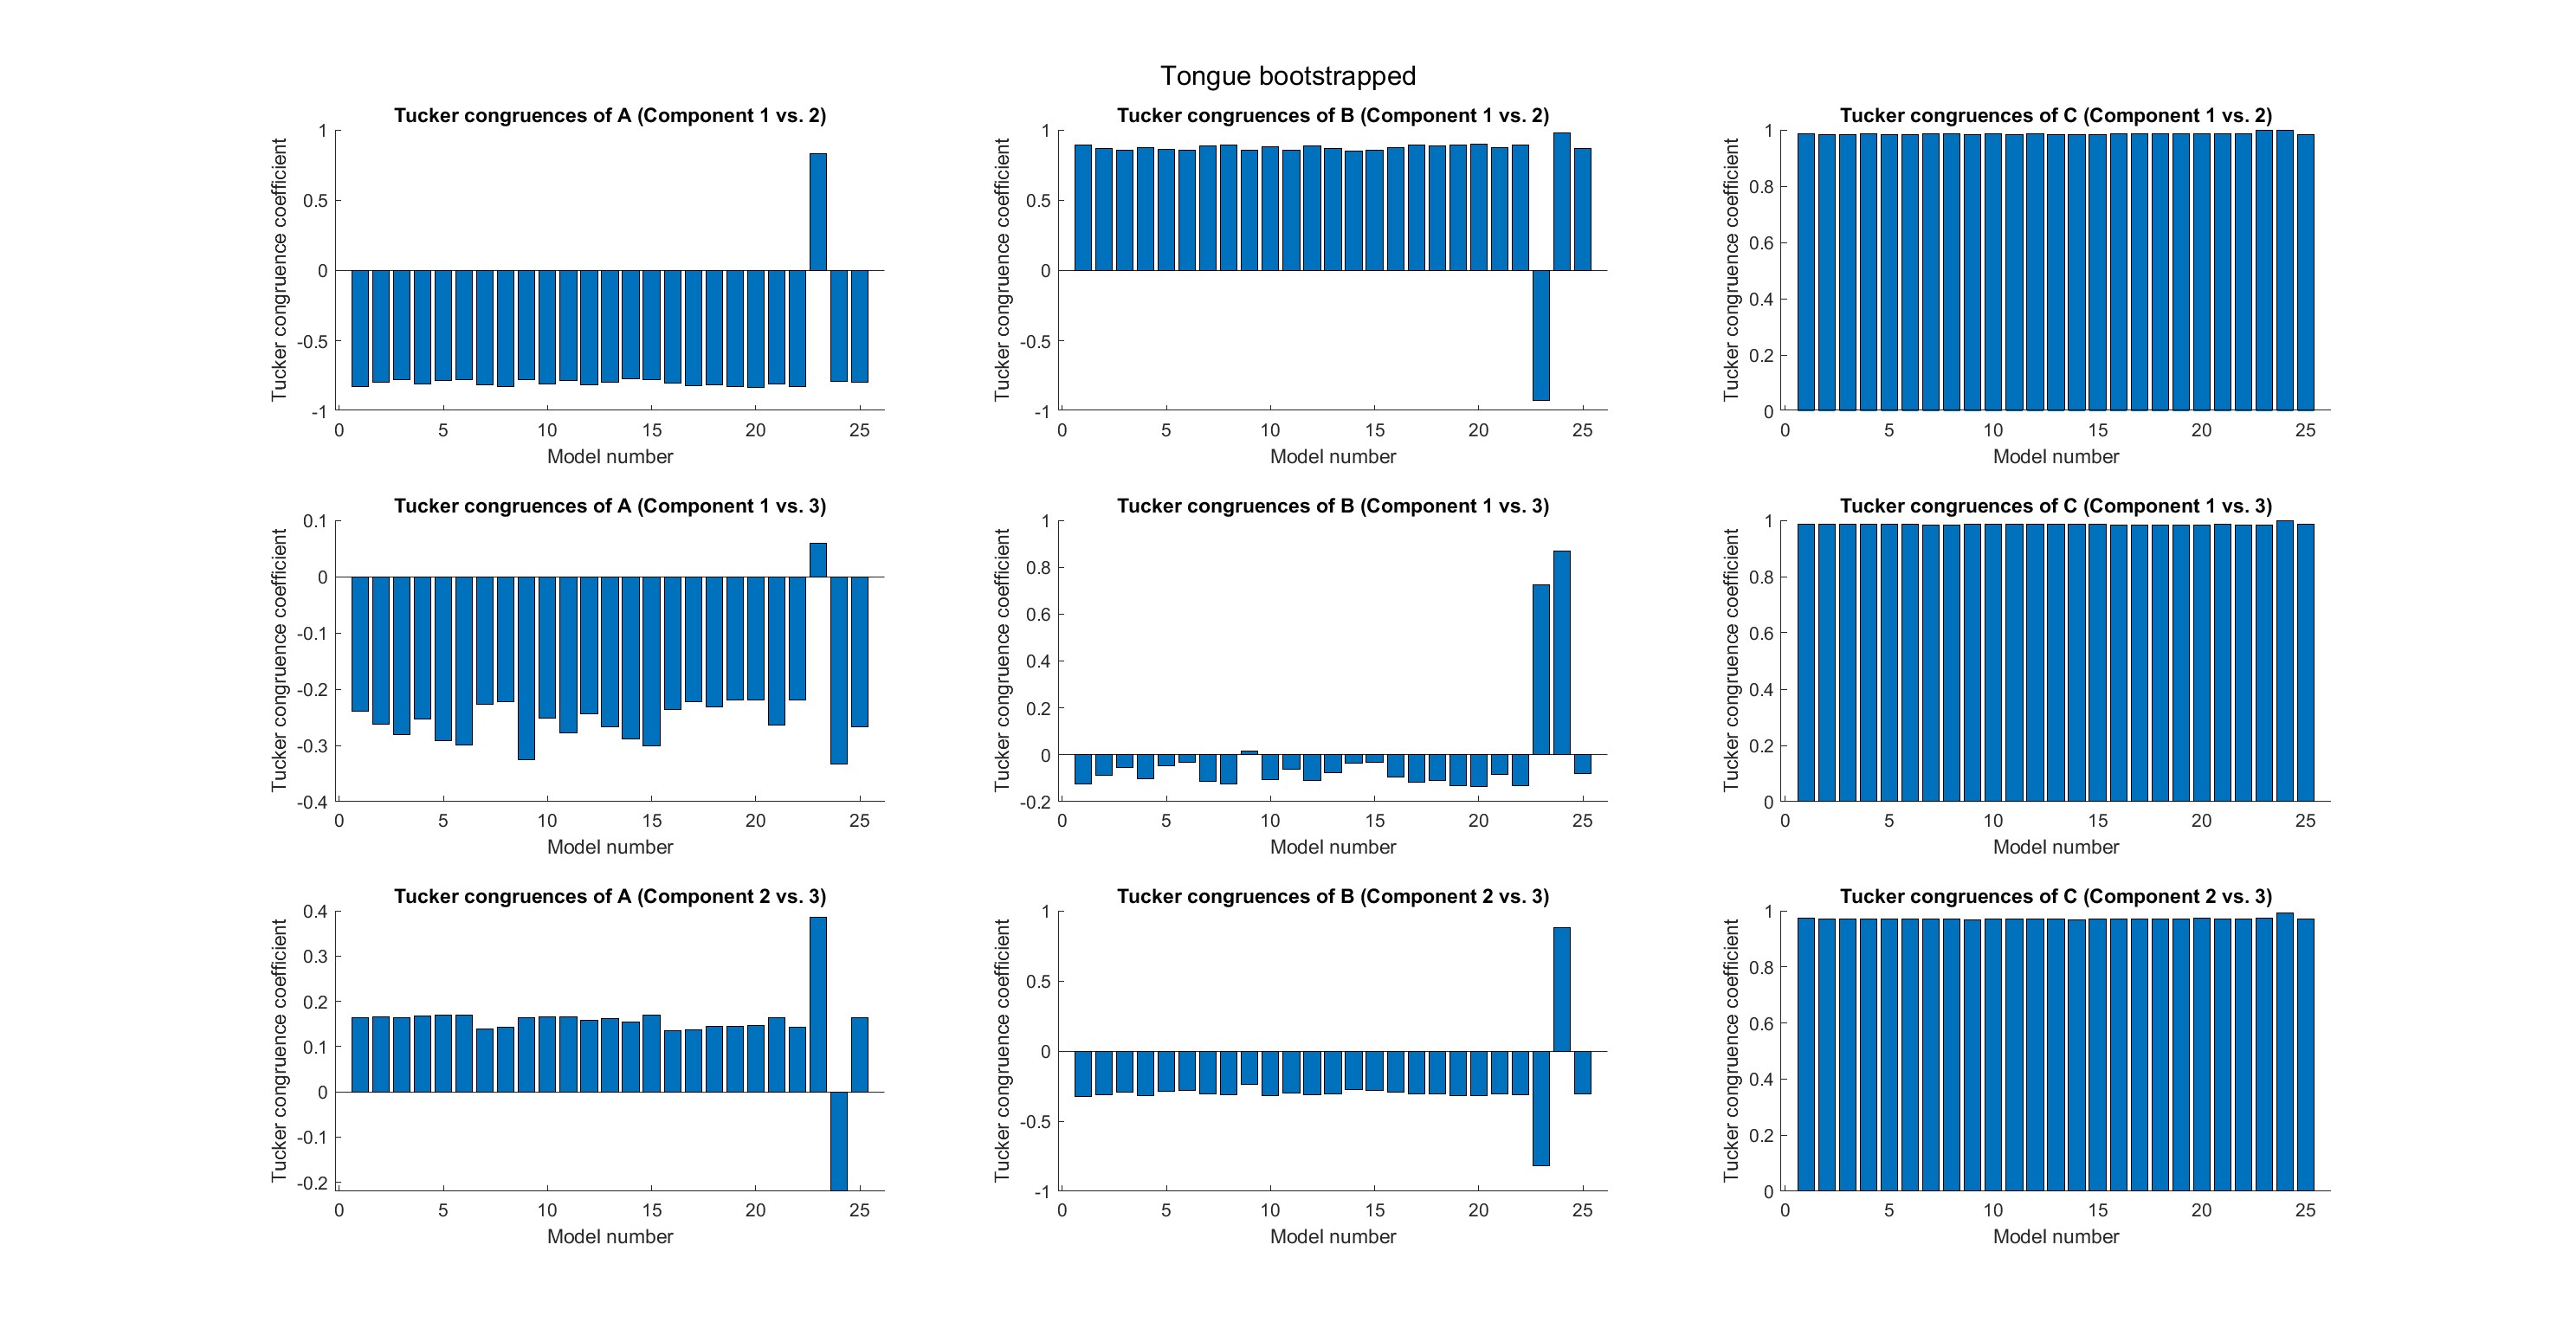 Tongue bootstrapped
Tucker congruences of A (Component 1 vs. 2)
Tucker congruence coefficient
1
0.5
0
-0.5
-1
0 5 10 15 20 25
Model number
Tucker congruences of B (Component 1 vs. 2)
Tucker congruence coefficient
1
0.5
0
-0.5
-1
0 5 10 15 20 25
Model number
Tucker congruences of C (Component 1 vs. 2)
Tucker congruence coefficient
1
0.8
0.6
0.4
0.2
0
0 5 10 15 20 25
Model number
Tucker congruences of A (Component 1 vs. 3)
Tucker congruence coefficient
0.1
0
-0.1
-0.2
-0.3
-0.4
0 5 10 15 20 25
Model number
Tucker congruences of B (Component 1 vs. 3)
Tucker congruence coefficient
1
0.8
0.6
0.4
0.2
0
-0.2
0 5 10 15 20 25
Model number
Tucker congruences of C (Component 1 vs. 3)
Tucker congruence coefficient
1
0.8
0.6
0.4
0.2
0
0 5 10 15 20 25
Model number
Tucker congruences of A (Component 2 vs. 3)
Tucker congruence coefficient
0.4
0.3
0.2
0.1
0
-0.1
-0.2
0 5 10 15 20 25
Model number
Tucker congruences of B (Component 2 vs. 3)
Tucker congruence coefficient
1
0.5
0
-0.5
-1
0 5 10 15 20 25
Model number
Tucker congruences of C (Component 2 vs. 3)
Tucker congruence coefficient
1
0.8
0.6
0.4
0.2
0
0 5 10 15 20 25
Model number